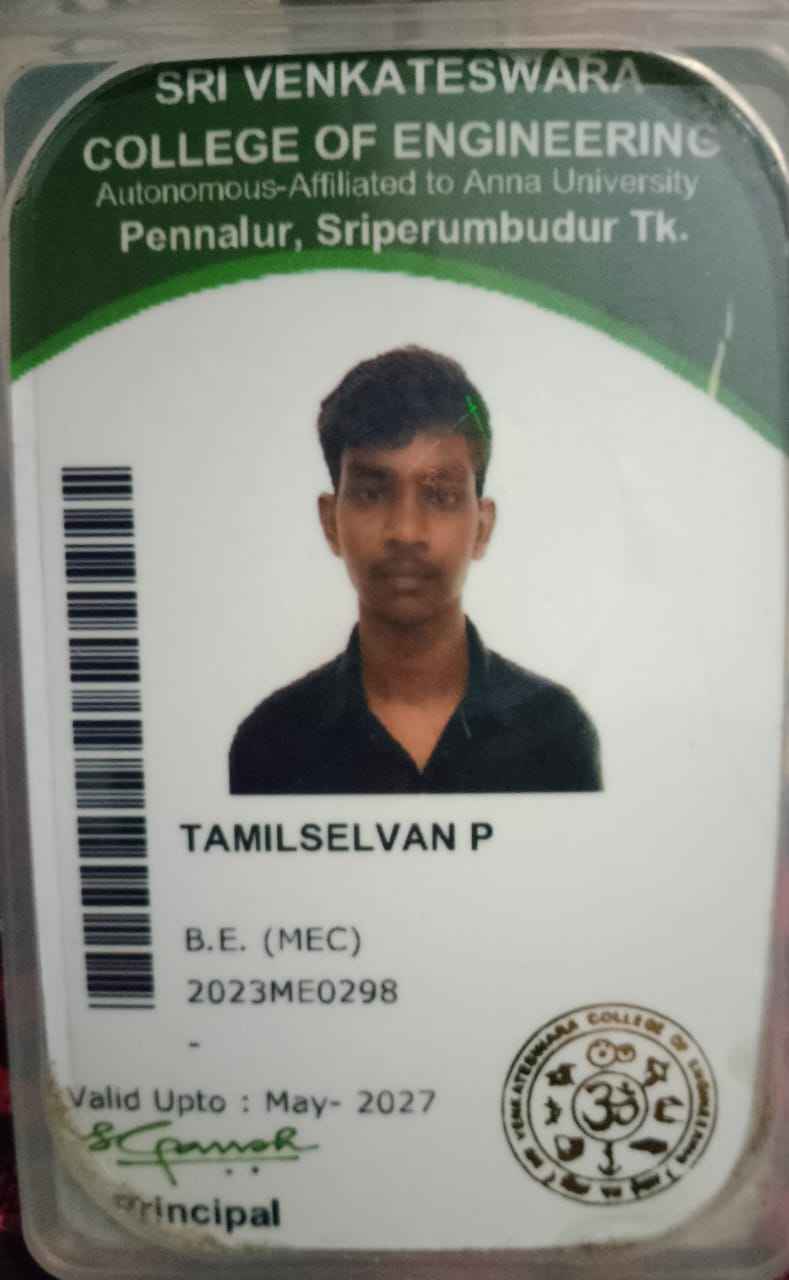 SRI VENKATESWARA
COLLEGE OF ENGINEERING
Autonomous-Affiliated to Anna University
Pennalur, Sriperumbudur Tk.
TAMILSELVAN P
B.E. (MEC)
2023ME0298
-
Valid Upto : May- 2027
Principal
SRI VENKATESWARA COLLEGE OF ENGINEERING
ॐ